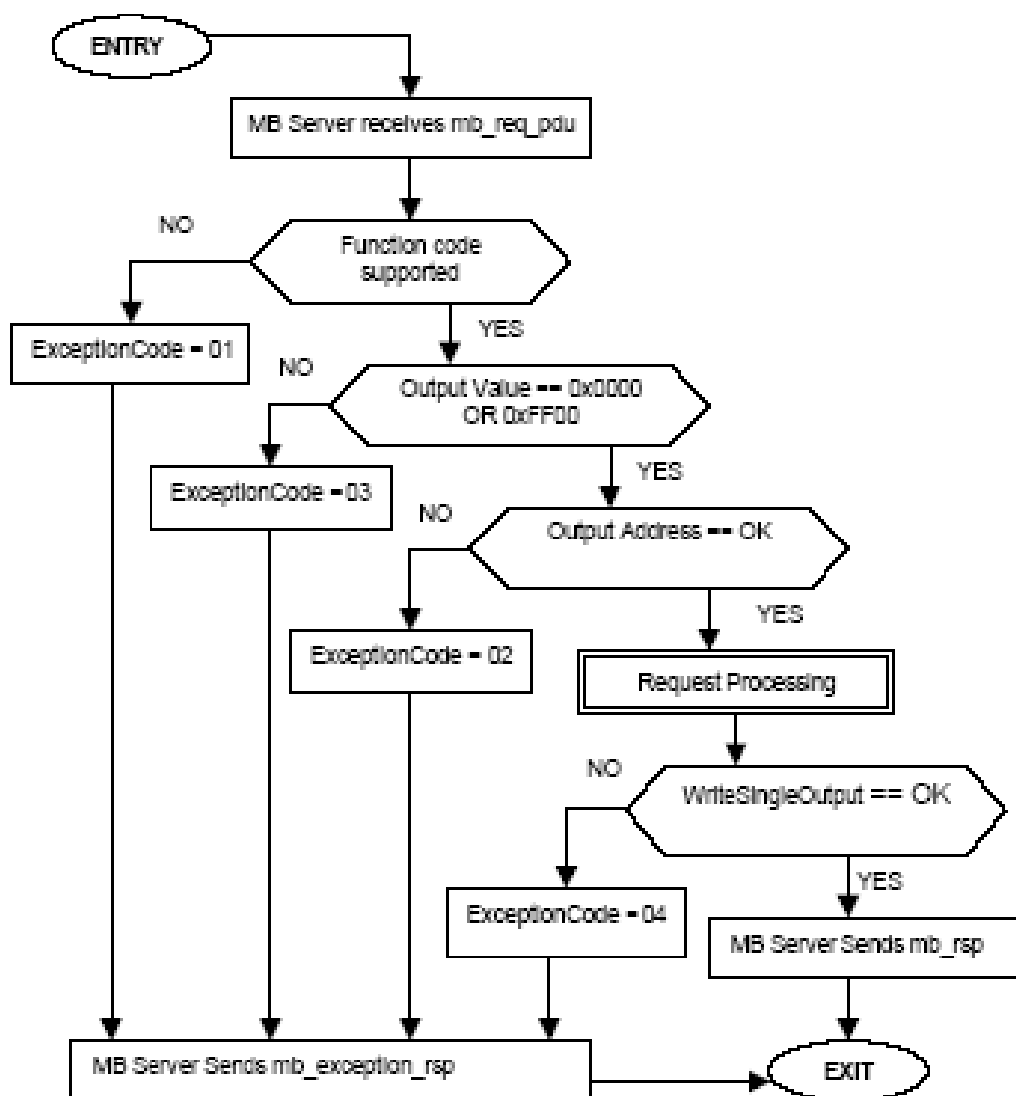 ENTRY
MB Server receives mb_req_pdu
NO
Function code
supported
YES
ExceptionCode = 01
NO
Output Value == 0x0000
OR 0xFF00
YES
ExceptionCode = 03
NO
Output Address == OK
YES
ExceptionCode = 02
Request Processing
NO
WriteSingleOutput == OK
YES
ExceptionCode = 04
MB Server Sends mb_rsp
MB Server Sends mb_exception_rsp
EXIT